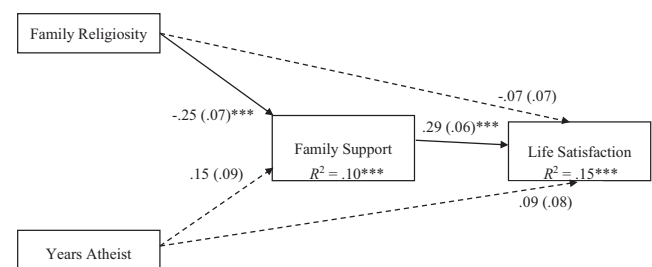 Family Religiosity
-.07 (.07)
-.25 (.07)***
.29 (.06)***
Family Support
R² = .10***
Life Satisfaction
R² = .15***
.15 (.09)
.09 (.08)
Years Atheist